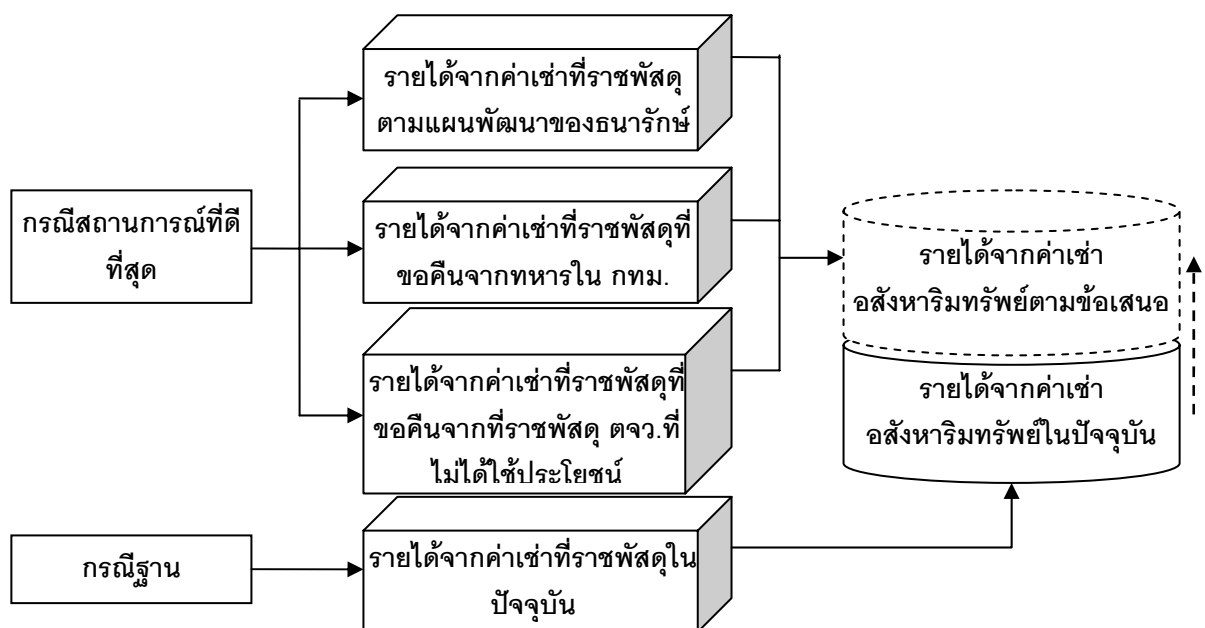 รายได้จากค่าเช่าที่ราชพัสดุ
ตามแผนพัฒนาของธนารักษ์
กรณีสถานการณ์ที่ดี
ที่สุด
รายได้จากค่าเช่าที่ราชพัสดุที่
ขอคืนจากทหารใน กทม.
รายได้จากค่าเช่าที่ราชพัสดุที่
ขอคืนจากที่ราชพัสดุ ตจว.ที่
ไม่ได้ใช้ประโยชน์
รายได้จากค่าเช่า
อสังหาริมทรัพย์ตามข้อเสนอ
รายได้จากค่าเช่า
อสังหาริมทรัพย์ในปัจจุบัน
กรณีฐาน
รายได้จากค่าเช่าที่ราชพัสดุใน
ปัจจุบัน